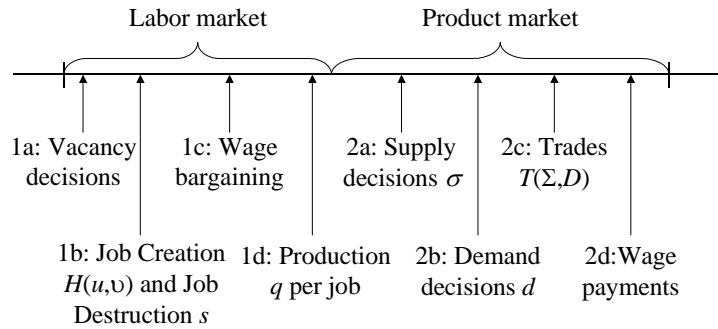 Labor market
Product market
1a: Vacancy
decisions
1c: Wage
bargaining
2a: Supply
decisions σ
2c: Trades
T(Σ,D)
1b: Job Creation
H(u,υ) and Job
Destruction s
1d: Production
q per job
2b: Demand
decisions d
2d:Wage
payments